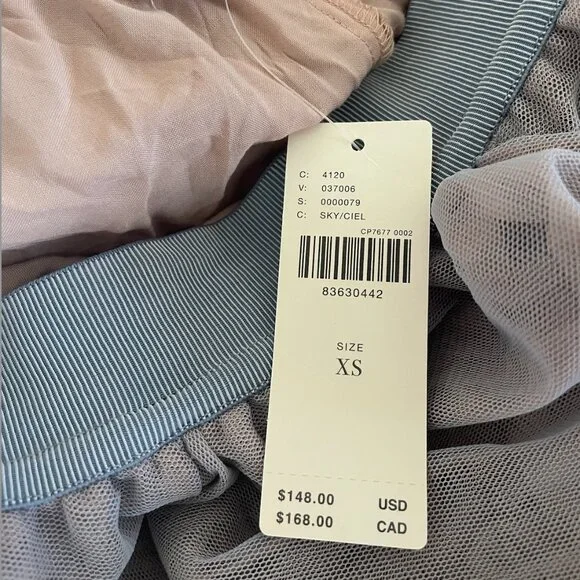 C: 4120
V: 037006
S: 0000079
C: SKY/CIEL
CP7677 0002
83630442
SIZE
XS
$148.00 USD
$168.00 CAD